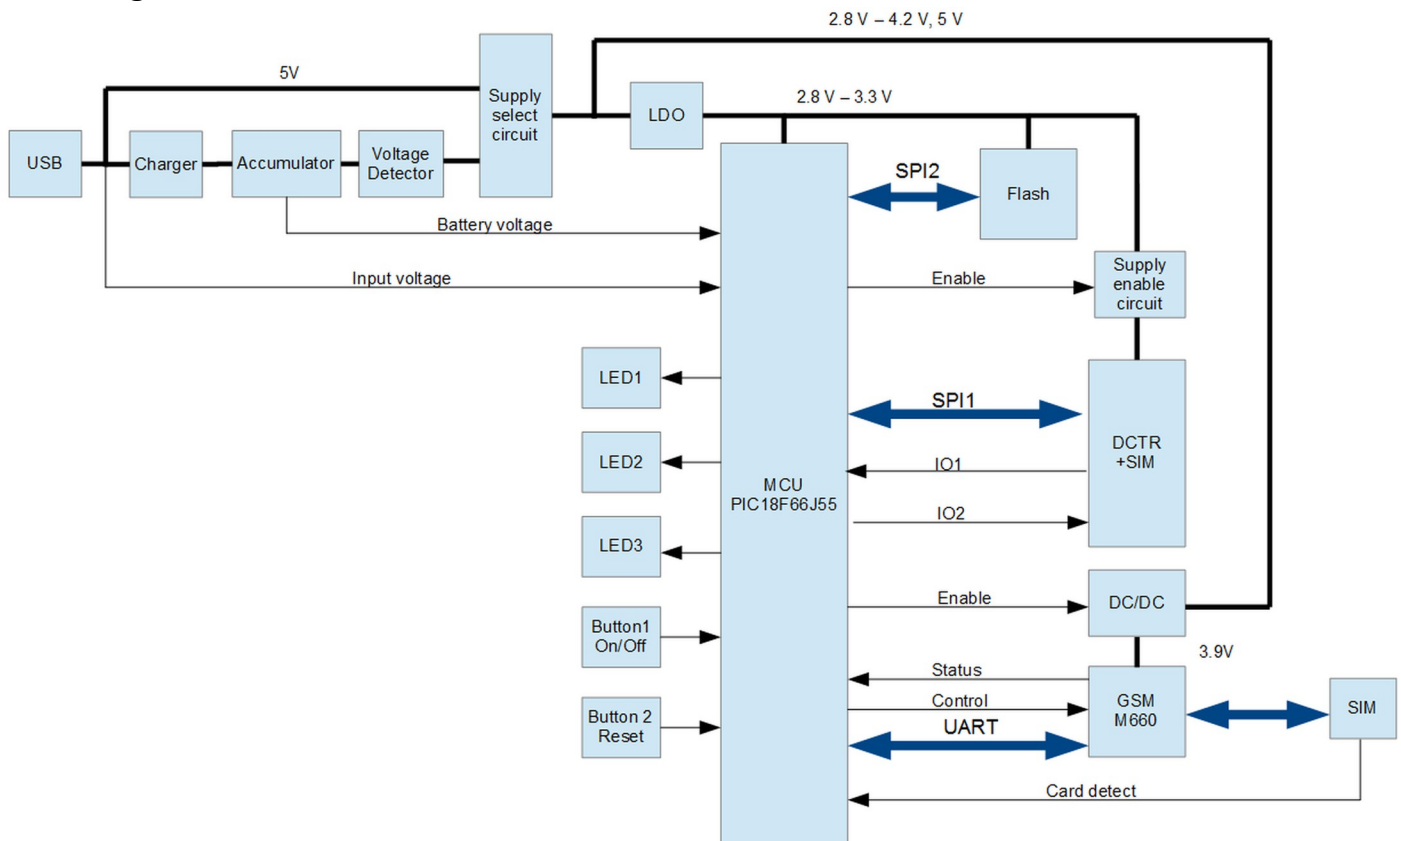 2.8 V – 4.2 V, 5 V
5V
2.8 V – 3.3 V
Supply
select
circuit
LDO
USB
Charger
Accumulator
Voltage
Detector
SPI2
Flash
Battery voltage
Input voltage
Enable
Supply
enable
circuit
LED1
SPI1
DCTR
+SIM
LED2
IO1
MCU
PIC18F66J55
IO2
LED3
Enable
DC/DC
Button1
On/Off
3.9V
Status
Control
GSM
M660
SIM
Button 2
Reset
UART
Card detect